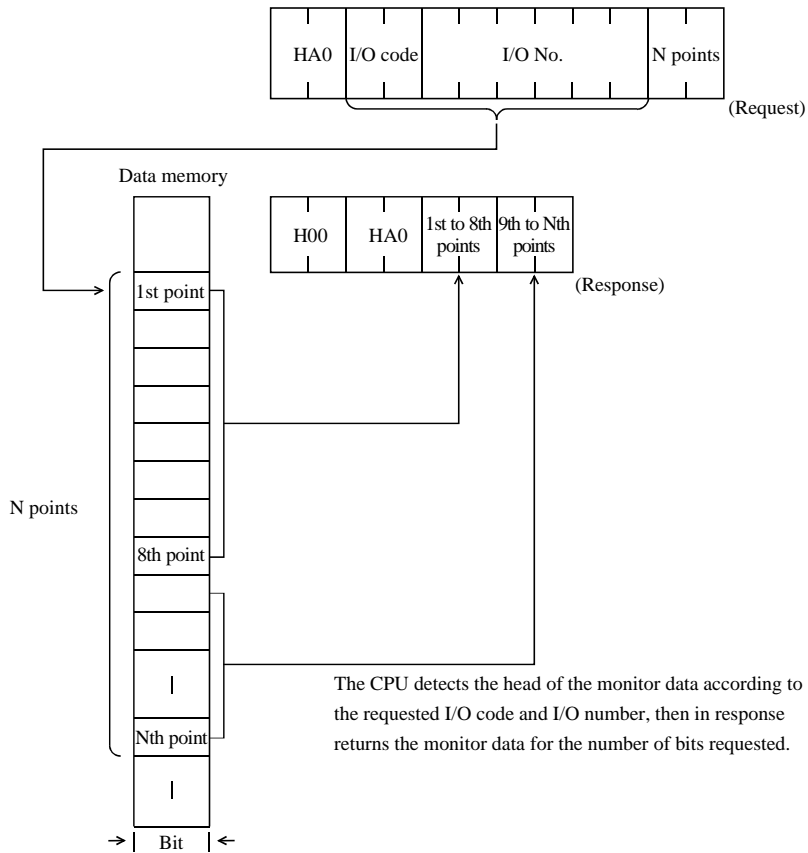 HA0 I/O code I/O No. N points
(Request)
Data memory
H00 HA0 1st to 8th points 9th to Nth points
(Response)
1st point
N points
8th point
Nth point
The CPU detects the head of the monitor data according to
the requested I/O code and I/O number, then in response
returns the monitor data for the number of bits requested.
Bit